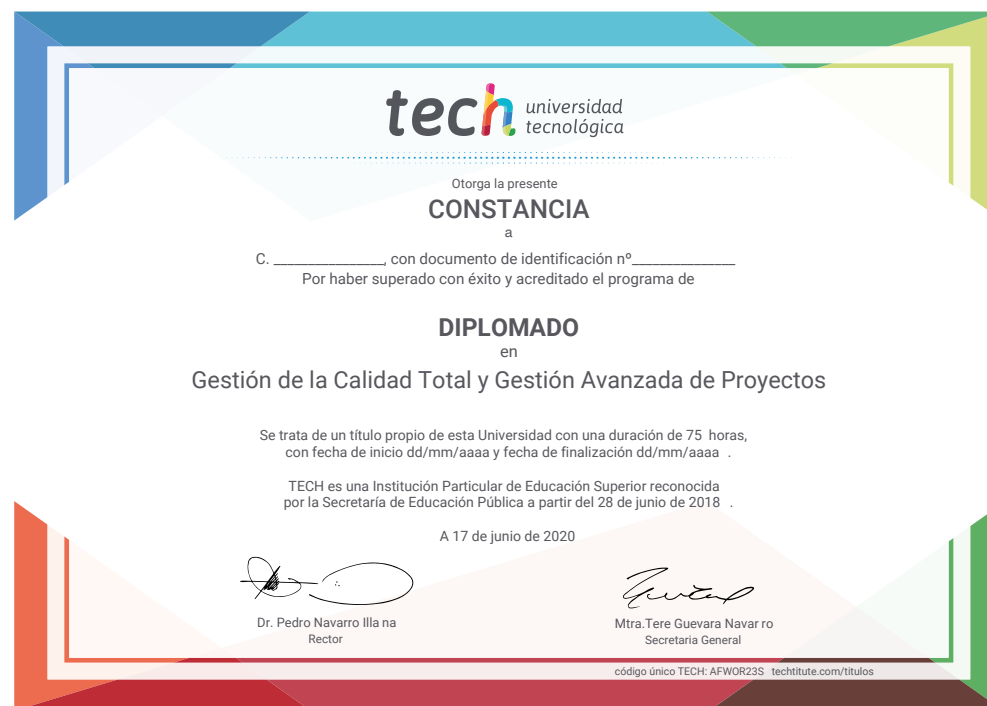 tech universidad
tecnológica
Otorga la presente
CONSTANCIA
a
C. ________________, con documento de identificación nº_______________
Por haber superado con éxito y acreditado el programa de
DIPLOMADO
en
Gestión de la Calidad Total y Gestión Avanzada de Proyectos
Se trata de un título propio de esta Universidad con una duración de 75 horas,
con fecha de inicio dd/mm/aaaa y fecha de finalización dd/mm/aaaa .
TECH es una Institución Particular de Educación Superior reconocida
por la Secretaría de Educación Pública a partir del 28 de junio de 2018 .
A 17 de junio de 2020
Dr. Pedro Navarro Illa na
Rector
Mtra.Tere Guevara Navar ro
Secretaria General
código único TECH: AFWOR23S techtitute.com/titulos